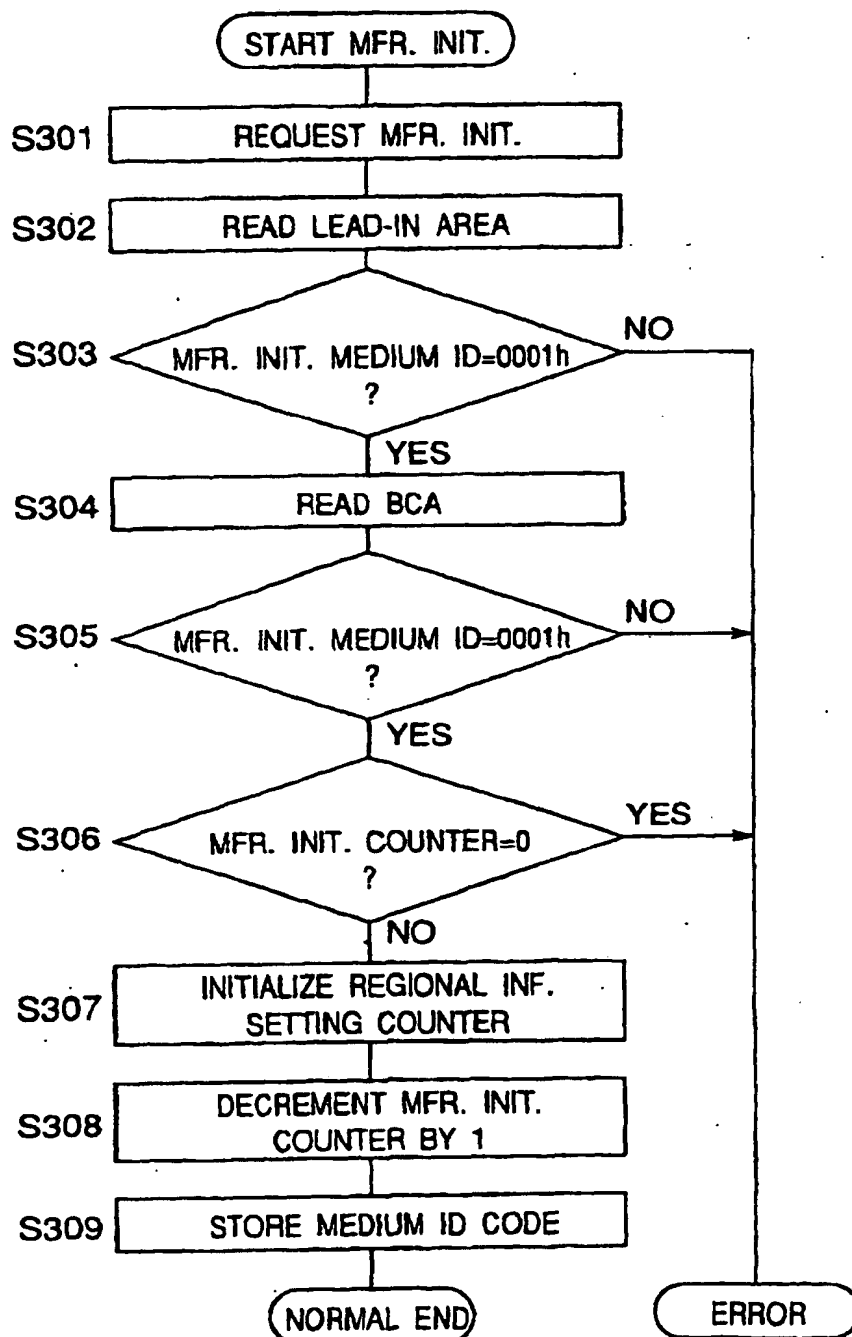 START MFR. INIT.
S301
REQUEST MFR. INIT.
S302
READ LEAD-IN AREA
S303
MFR. INIT. MEDIUM ID=0001h
?
NO
YES
S304
READ BCA
S305
MFR. INIT. MEDIUM ID=0001h
?
NO
YES
S306
MFR. INIT. COUNTER=0
?
YES
NO
S307
INITIALIZE REGIONAL INF.
SETTING COUNTER
S308
DECREMENT MFR. INIT.
COUNTER BY 1
S309
STORE MEDIUM ID CODE
NORMAL END
ERROR